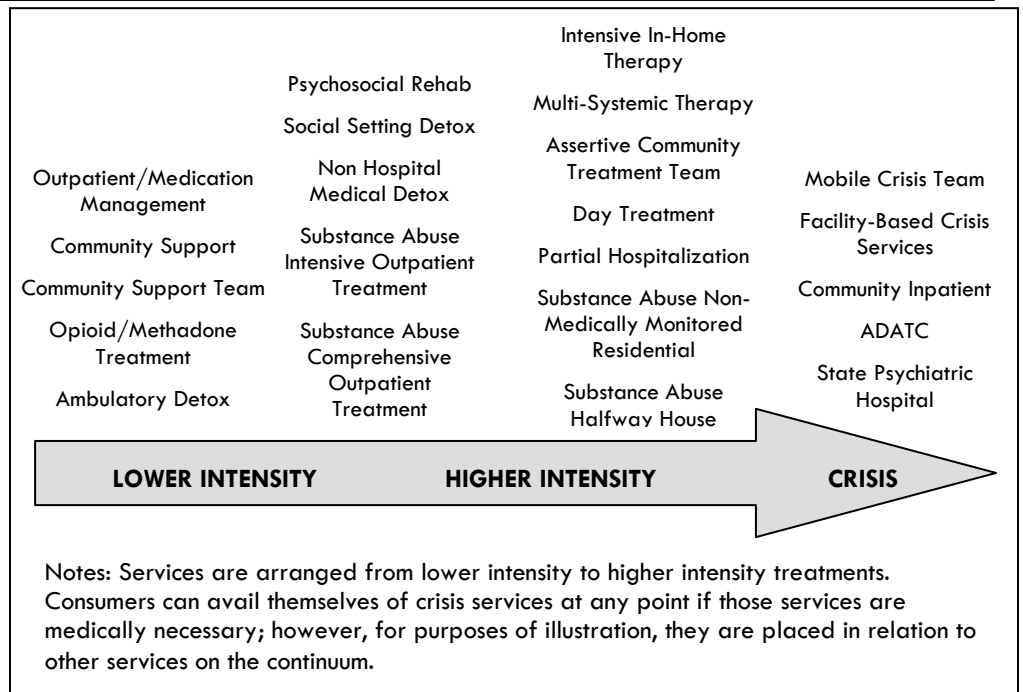 Outpatient/Medication
Management
Community Support
Community Support Team
Opioid/Methadone
Treatment
Ambulatory Detox
Psychosocial Rehab
Social Setting Detox
Non Hospital
Medical Detox
Substance Abuse
Intensive Outpatient
Treatment
Substance Abuse
Comprehensive
Outpatient
Treatment
Intensive In-Home
Therapy
Multi-Systemic Therapy
Assertive Community
Treatment Team
Day Treatment
Partial Hospitalization
Substance Abuse Non-
Medically Monitored
Residential
Substance Abuse
Halfway House
Mobile Crisis Team
Facility-Based Crisis
Services
Community Inpatient
ADATC
State Psychiatric
Hospital
LOWER INTENSITY
HIGHER INTENSITY
CRISIS
Notes: Services are arranged from lower intensity to higher intensity treatments.
Consumers can avail themselves of crisis services at any point if those services are
medically necessary; however, for purposes of illustration, they are placed in relation to
other services on the continuum.